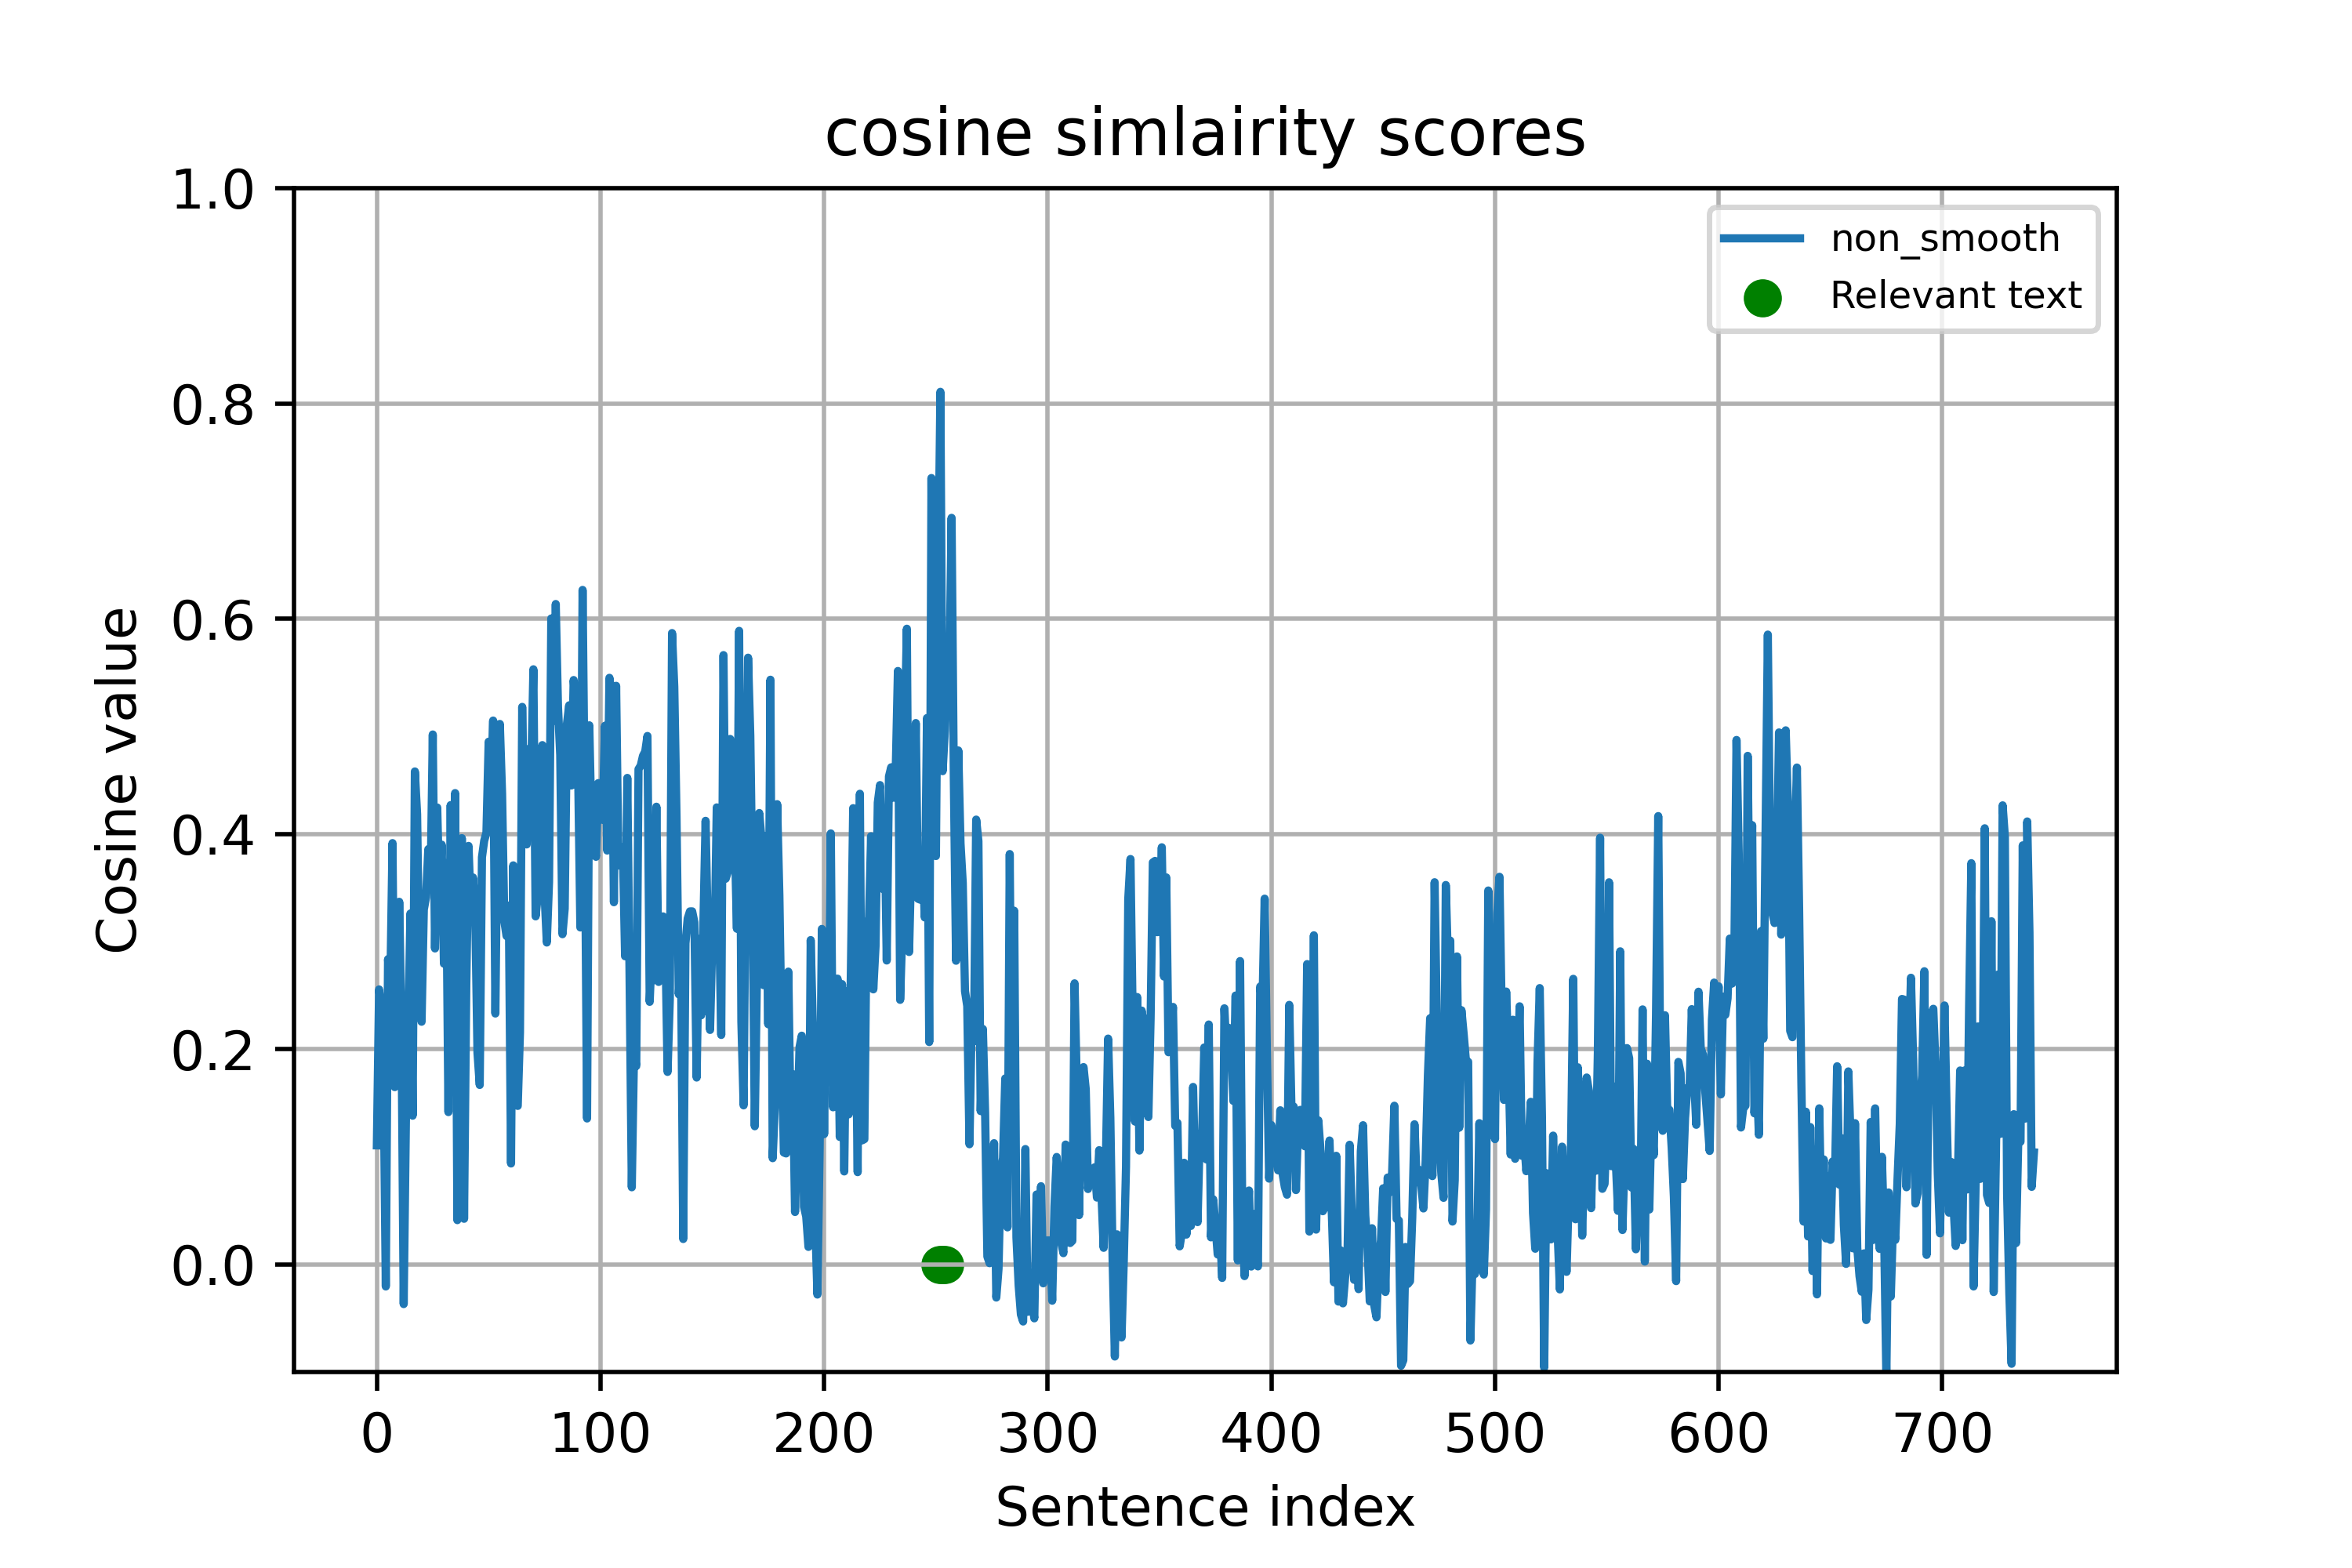 cosine simlairity scores
1.0
0.8
0.6
0.4
0.2
0.0
Cosine value
non_smooth
Relevant text
0 100 200 300 400 500 600 700
Sentence index